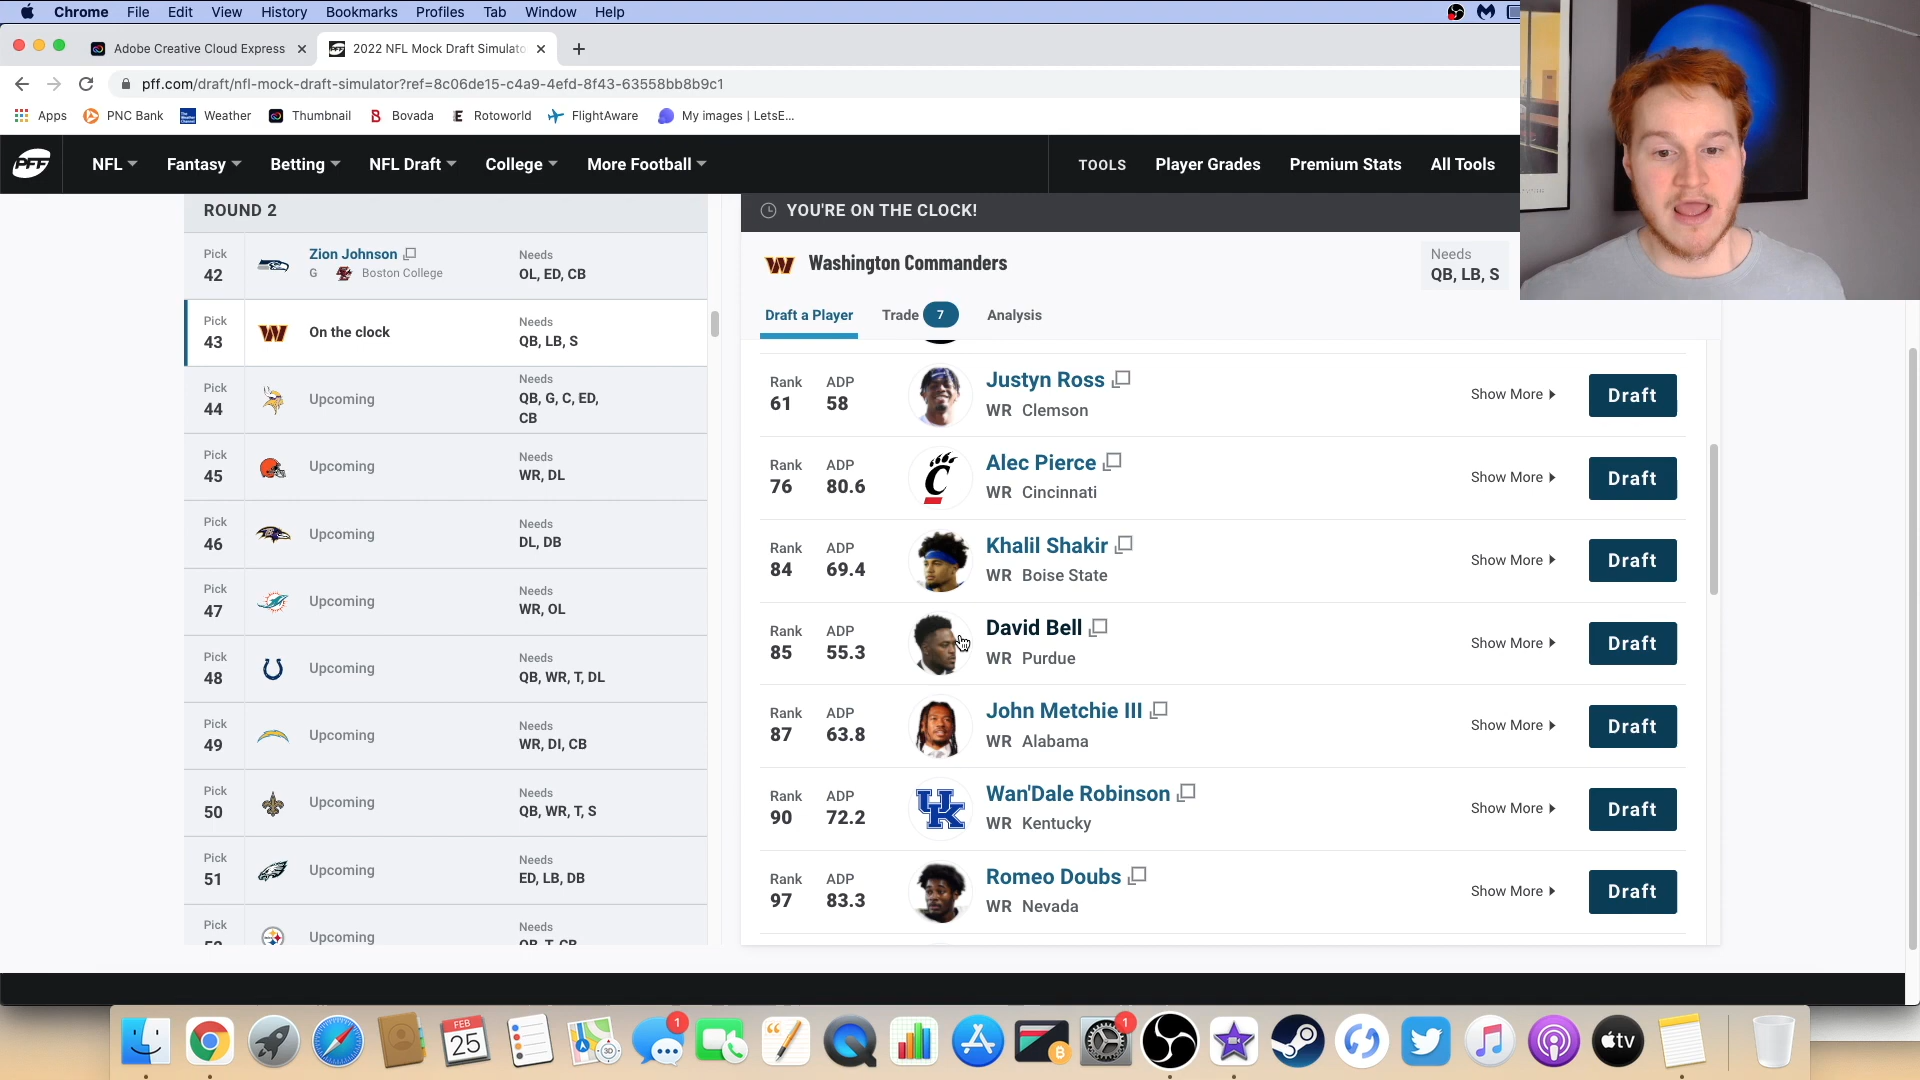 Chrome File Edit View History Bookmarks Profiles Tab Window Help
Adobe Creative Cloud Express
2022 NFL Mock Draft Simulato
pff.com/draft/nfl-mock-draft-simulator?ref=8c06de15-c4a9-4efd-8f43-63558bb8b9c1
Apps PNC Bank Weather Thumbnail Bovada Rotoworld FlightAware My images | LetsE...
PFF NFL Fantasy Betting NFL Draft College More Football TOOLS Player Grades Premium Stats All Tools
ROUND 2
Pick 42
Zion Johnson
G Boston College
Needs
OL, ED, CB
Pick 43
On the clock
Needs
QB, LB, S
Pick 44
Upcoming
Needs
QB, G, C, ED,
CB
Pick 45
Upcoming
Needs
WR, DL
Pick 46
Upcoming
Needs
DL, DB
Pick 47
Upcoming
Needs
WR, OL
Pick 48
Upcoming
Needs
QB, WR, T, DL
Pick 49
Upcoming
Needs
WR, DI, CB
Pick 50
Upcoming
Needs
QB, WR, T, S
Pick 51
Upcoming
Needs
ED, LB, DB
Pick
Upcoming
Needs
YOU'RE ON THE CLOCK!
Washington Commanders
Needs
QB, LB, S
Draft a Player Trade 7 Analysis
Rank ADP
61 58
Justyn Ross
WR Clemson
Show More Draft
Rank ADP
76 80.6
Alec Pierce
WR Cincinnati
Show More Draft
Rank ADP
84 69.4
Khalil Shakir
WR Boise State
Show More Draft
Rank ADP
85 55.3
David Bell
WR Purdue
Show More Draft
Rank ADP
87 63.8
John Metchie III
WR Alabama
Show More Draft
Rank ADP
90 72.2
Wan'Dale Robinson
WR Kentucky
Show More Draft
Rank ADP
97 83.3
Romeo Doubs
WR Nevada
Show More Draft
FEB
25
1
1
tv